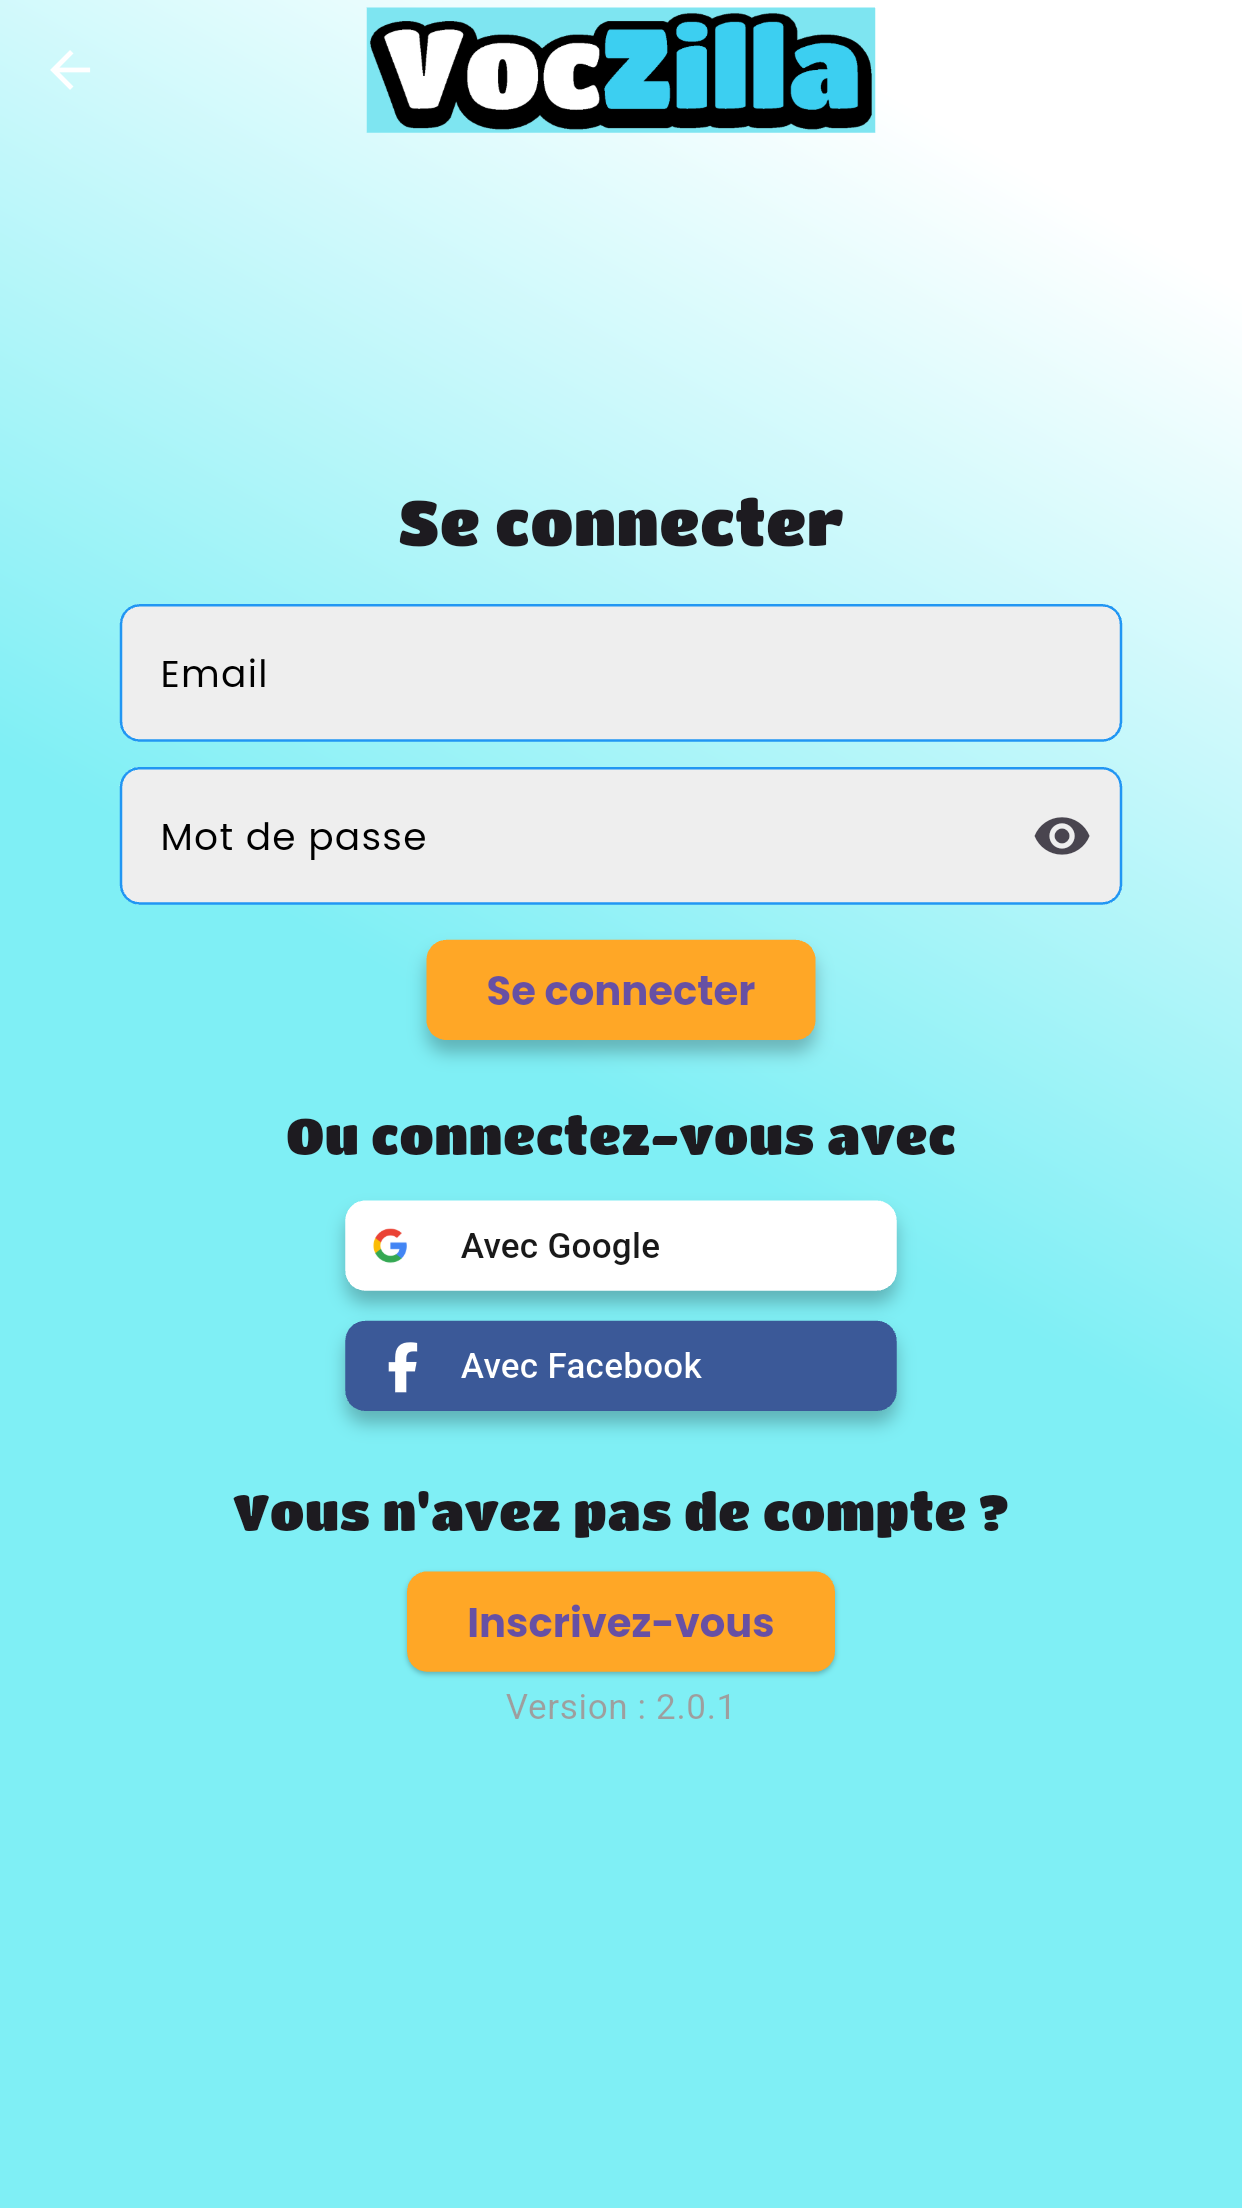 VocZilla
Se connecter
Email
Mot de passe
Se connecter
Ou connectez-vous avec
Avec Google
Avec Facebook
Vous n'avez pas de compte ?
Inscrivez-vous
Version : 2.0.1